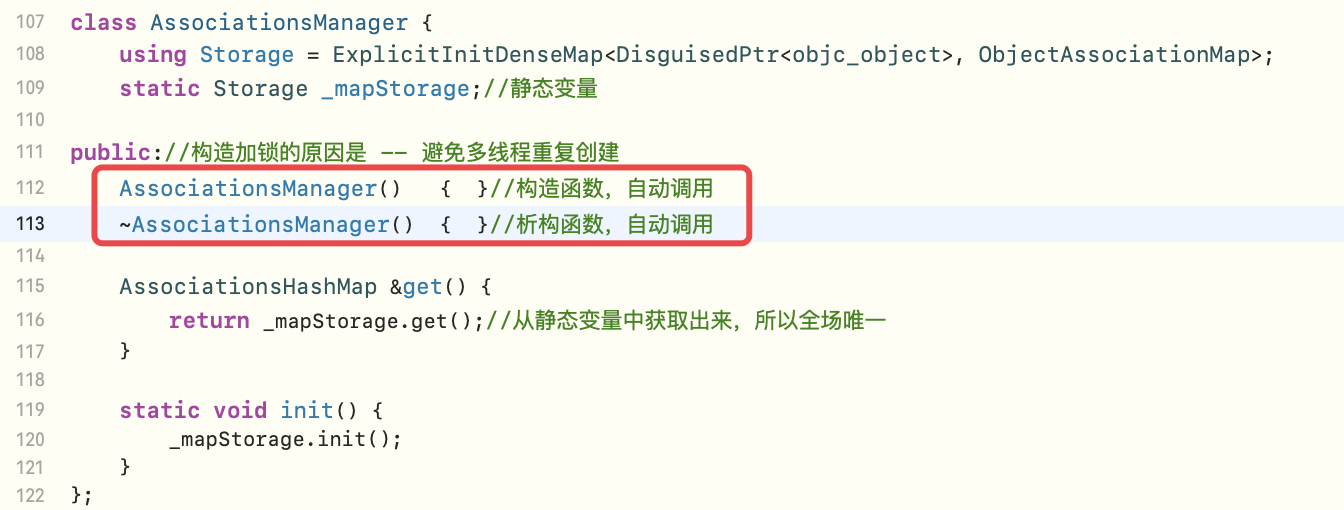 107 class AssociationsManager {
108     using Storage = ExplicitInitDenseMap<DisguisedPtr<objc_object>, ObjectAssociationMap>;
109     static Storage _mapStorage;//静态变量
110
111 public://构造加锁的原因是 -- 避免多线程重复创建
112     AssociationsManager()   {  }//构造函数，自动调用
113     ~AssociationsManager()  {  }//析构函数，自动调用
114
115     AssociationsHashMap &get() {
116         return _mapStorage.get();//从静态变量中获取出来，所以全场唯一
117     }
118
119     static void init() {
120         _mapStorage.init();
121     }
122 };